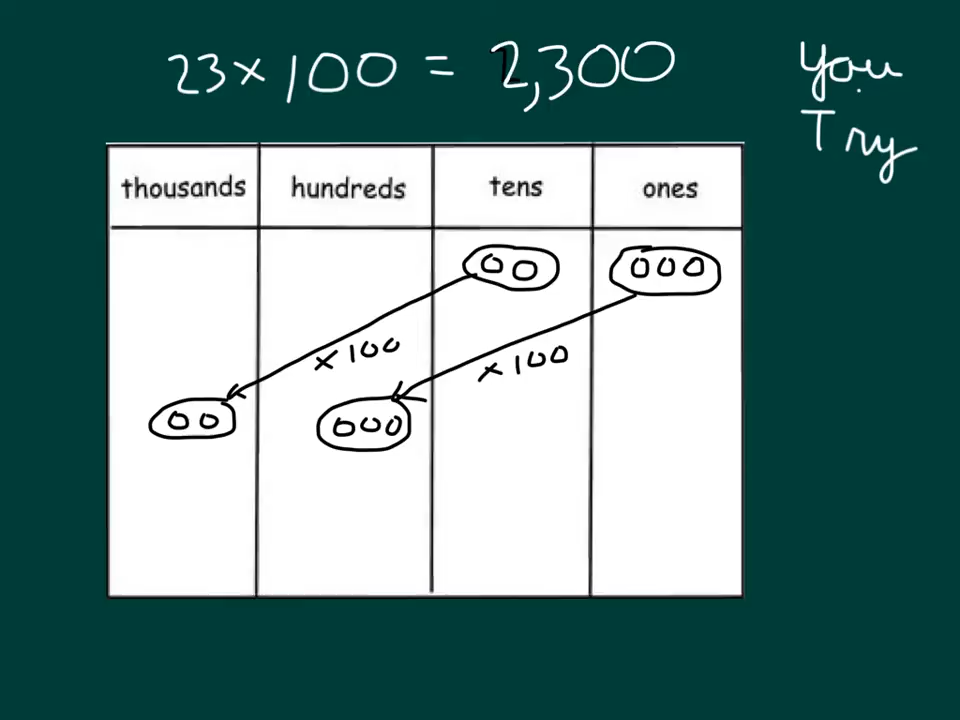 23 × 100 = 2,300
You
Try
thousands hundreds tens ones
×100 ×100